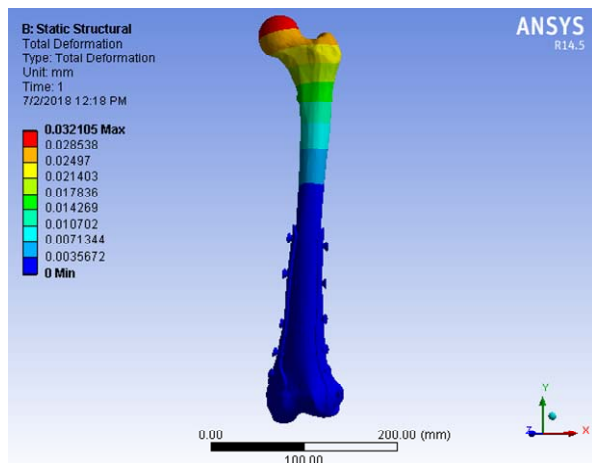 B: Static Structural
Total Deformation
Type: Total Deformation
Unit: mm
Time: 1
7/2/2018 12:18 PM
0.032105 Max
0.028538
0.02497
0.021403
0.017836
0.014269
0.010702
0.0071344
0.0035672
0 Min
ANSYS
R14.5
0.00
200.00 (mm)
100.00
Y
Z
X